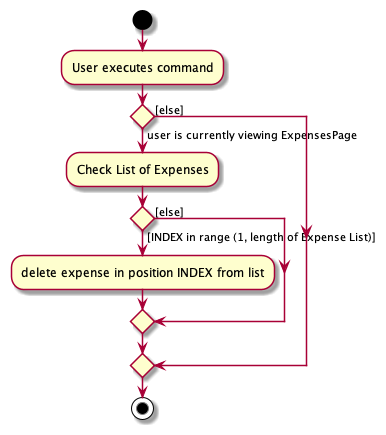 User executes command
[else]
user is currently viewing ExpensesPage
Check List of Expenses
[else]
[INDEX in range (1, length of Expense List)]
delete expense in position INDEX from list